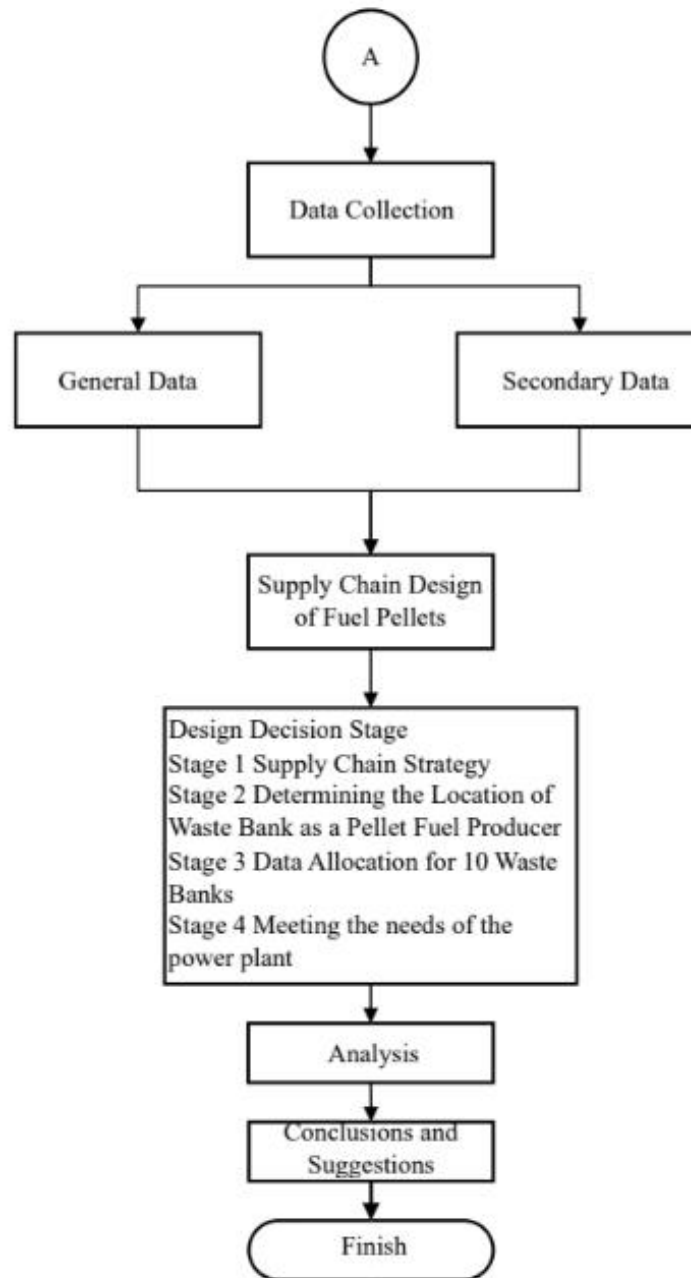 A
Data Collection
General Data
Secondary Data
Supply Chain Design
of Fuel Pellets
Design Decision Stage
Stage 1 Supply Chain Strategy
Stage 2 Determining the Location of
Waste Bank as a Pellet Fuel Producer
Stage 3 Data Allocation for 10 Waste
Banks
Stage 4 Meeting the needs of the
power plant
Analysis
Conclusions and
Suggestions
Finish